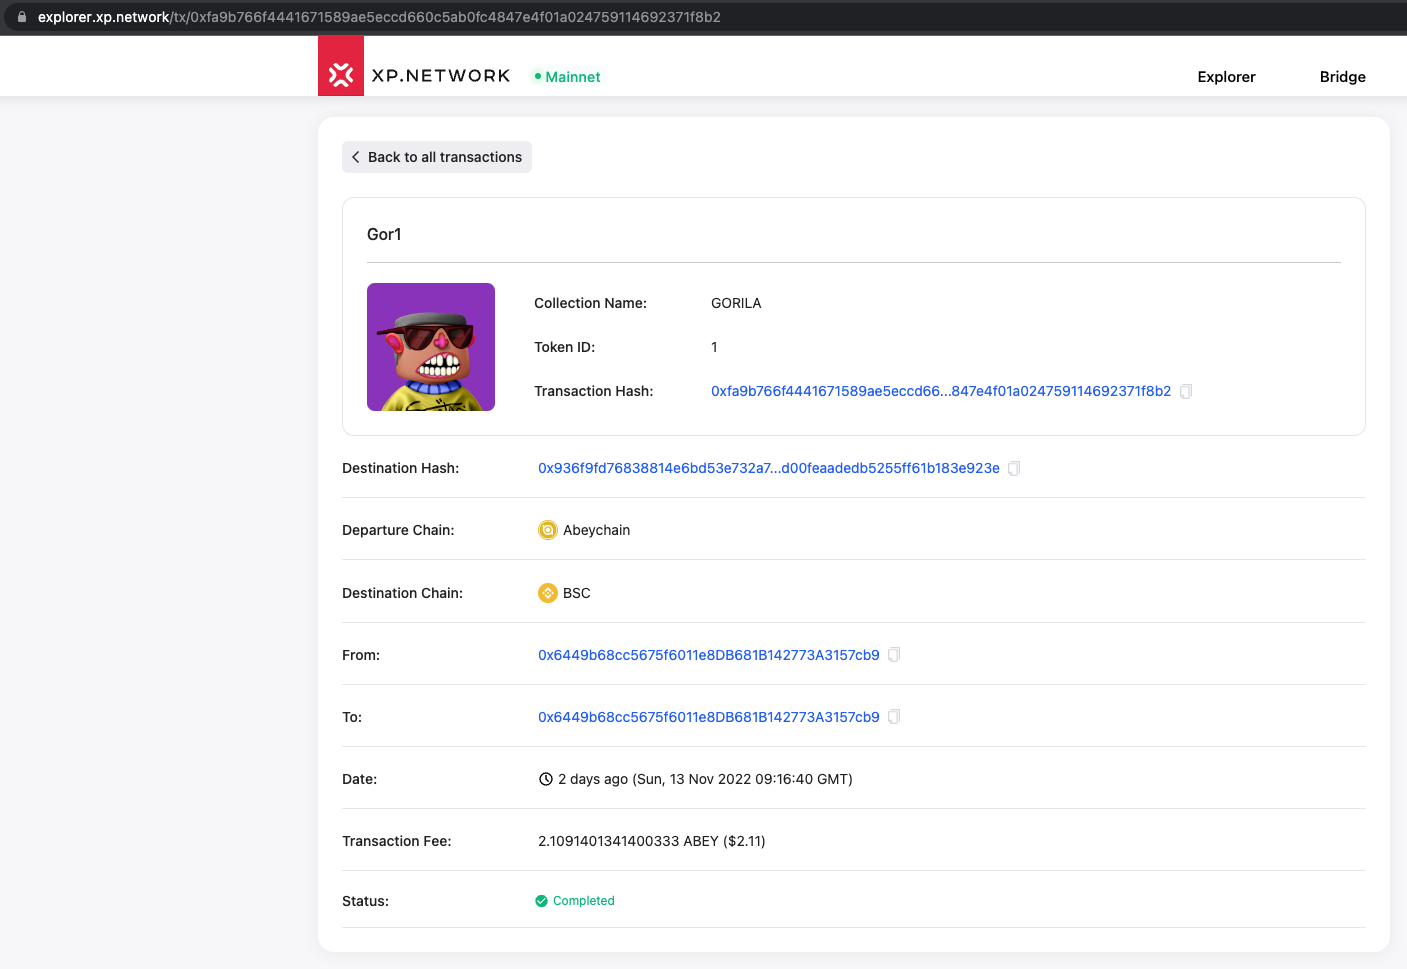 explorer.xp.network/tx/0xfa9b766f4441671589ae5eccd660c5ab0fc4847e4f01a024759114692371f8b2
XP.NETWORK
Mainnet
Explorer
Bridge
Back to all transactions
Gor1
Collection Name: GORILA
Token ID: 1
Transaction Hash: 0xfa9b766f4441671589ae5eccd66...847e4f01a024759114692371f8b2
Destination Hash: 0x936f9fd76838814e6bd53e732a7...d00feaadedb5255ff61b183e923e
Departure Chain: Abeychain
Destination Chain: BSC
From: 0x6449b68cc5675f6011e8DB681B142773A3157cb9
To: 0x6449b68cc5675f6011e8DB681B142773A3157cb9
Date: 2 days ago (Sun, 13 Nov 2022 09:16:40 GMT)
Transaction Fee: 2.1091401341400333 ABEY ($2.11)
Status: Completed